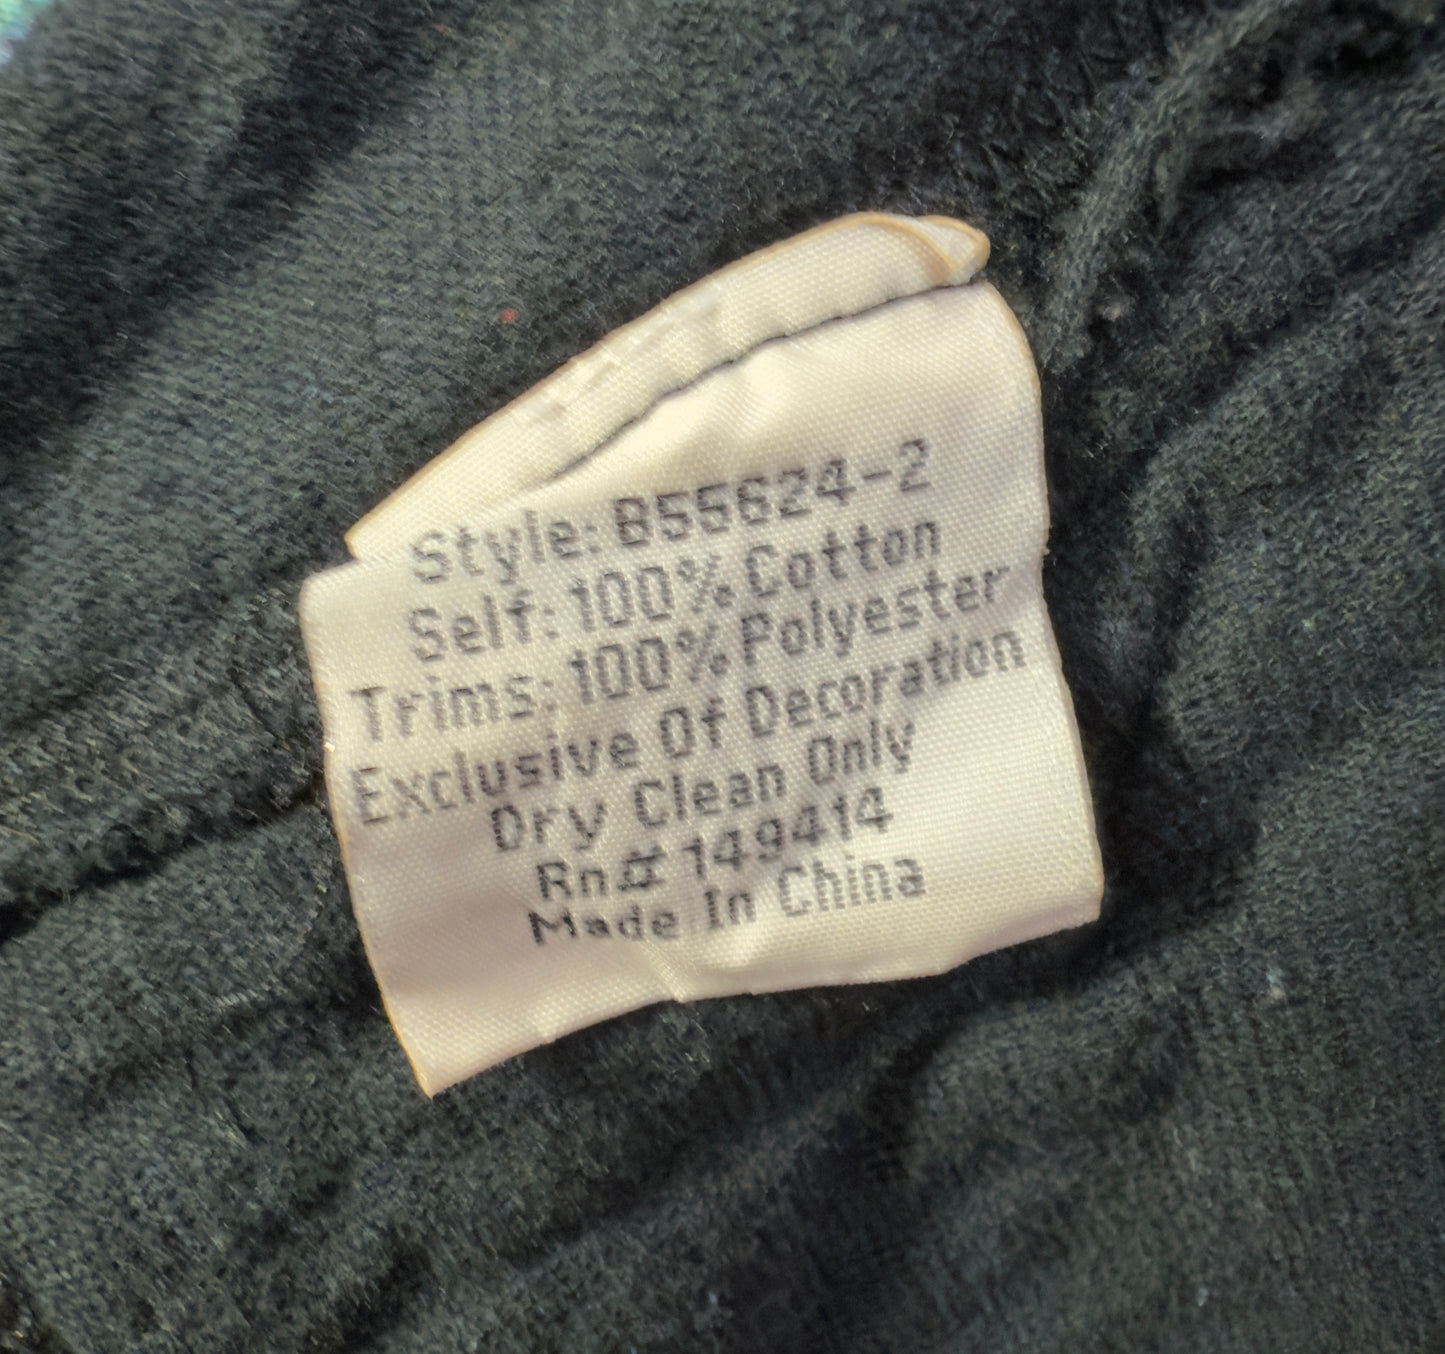 Style: B55624-2
Self: 100% Cotton
Trims: 100% Polyester
Exclusive Of Decoration
Dry Clean Only
Rn# 149414
Made In China